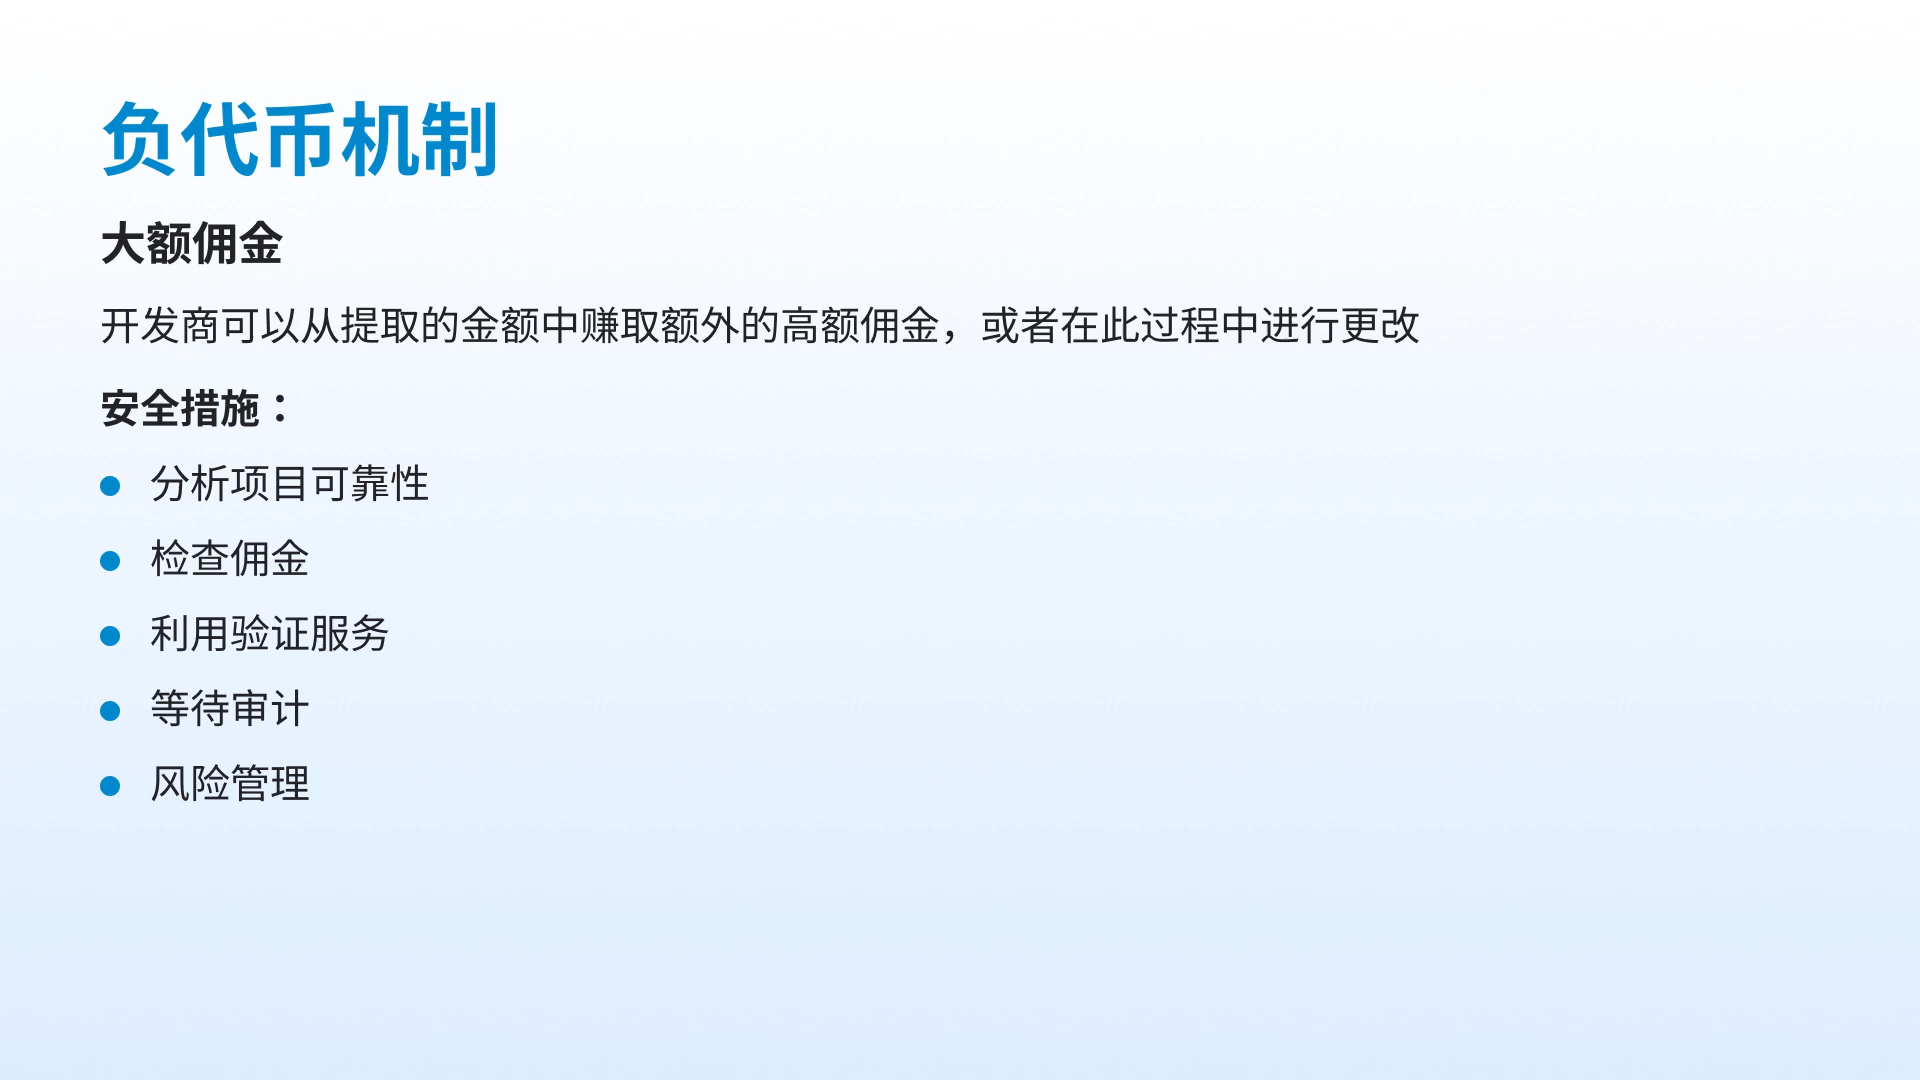 负代币机制
大额佣金
开发商可以从提取的金额中赚取额外的高额佣金，或者在此过程中进行更改
安全措施：
分析项目可靠性
检查佣金
利用验证服务
等待审计
风险管理